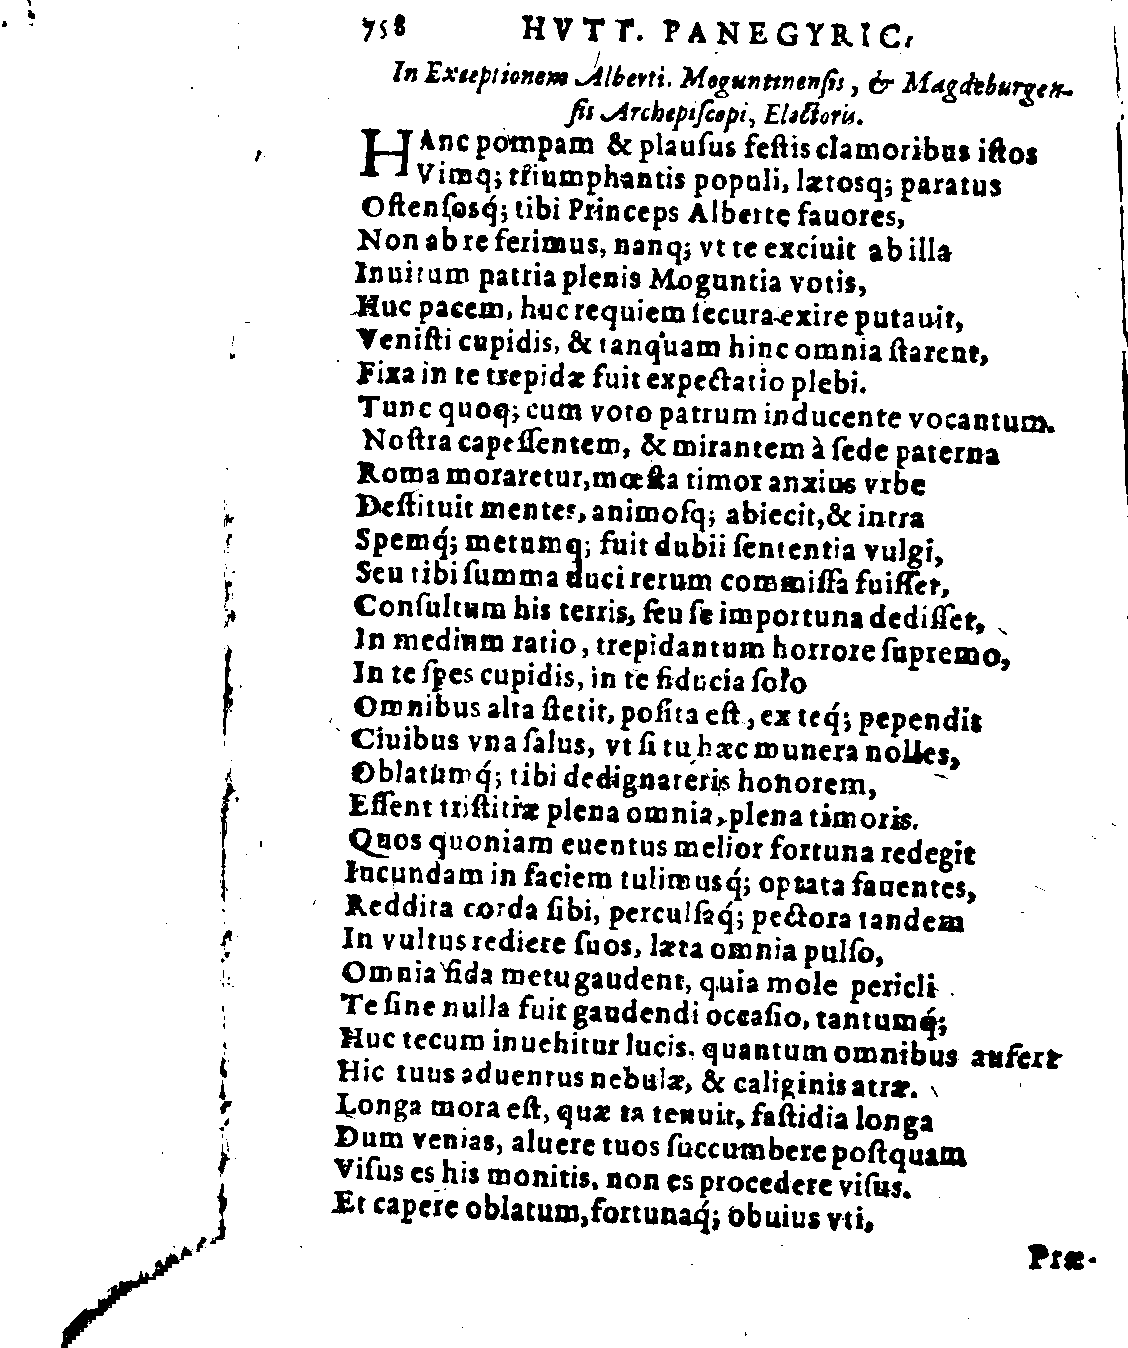 758 HVTT. PANEGYRIC,
In Exceptionem Alberti. Moguntinensis, & Magdeburgen-
sis Archepiscopi, Electoris.
HAnc pompam & plausus festis clamoribus istos
Vimq; triumphantis populi, lætosq; paratus
Ostensosq́; tibi Princeps Alberte fauores,
Non ab re ferimus, nanq; vt te exciuit ab illa
Inuitum patria plenis Moguntia votis,
Huc pacem, huc requiem secura exire putauit,
Venisti cupidis, & tanquam hinc omnia starent,
Fixa in te trepidæ fuit expectatio plebi.
Tunc quoq; cum voto patrum inducente vocantum.
Nostra capessentem, & mirantem à sede paterna
Roma moraretur, mœsta timor anxius vrbe
Destituit mentes, animosq; abiecit, & intra
Spemq́; metumq; fuit dubii sententia vulgi,
Seu tibi summa duci rerum commissa fuisset,
Consultum his terris, seu se importuna dedisset,
In medium ratio, trepidantum horrore supremo,
In te spes cupidis, in te fiducia solo
Omnibus alta stetit, posita est, ex teq́; pependit
Ciuibus vna salus, vt si tu hæc munera nolles,
Oblatumq́; tibi dedignareris honorem,
Essent tristitiæ plena omnia, plena timoris.
Quos quoniam euentus melior fortuna redegit
Iucundam in faciem tulimusq́; optata fauentes,
Reddita corda sibi, perculsaq́; pectora tandem
In vultus rediere suos, læta omnia pulso,
Omnia fida metu gaudent, quia mole pericli
Te sine nulla fuit gaudendi occasio, tantumq́;
Huc tecum inuehitur lucis. quantum omnibus aufert
Hic tuus aduentus nebulæ, & caliginis atræ.
Longa mora est, quæ ta tenuit, fastidia longa
Dum venias, aluere tuos succumbere postquam
Visus es his monitis, non es procedere visus.
Et capere oblatum, fortunaq́; obuius vti,
Præ-